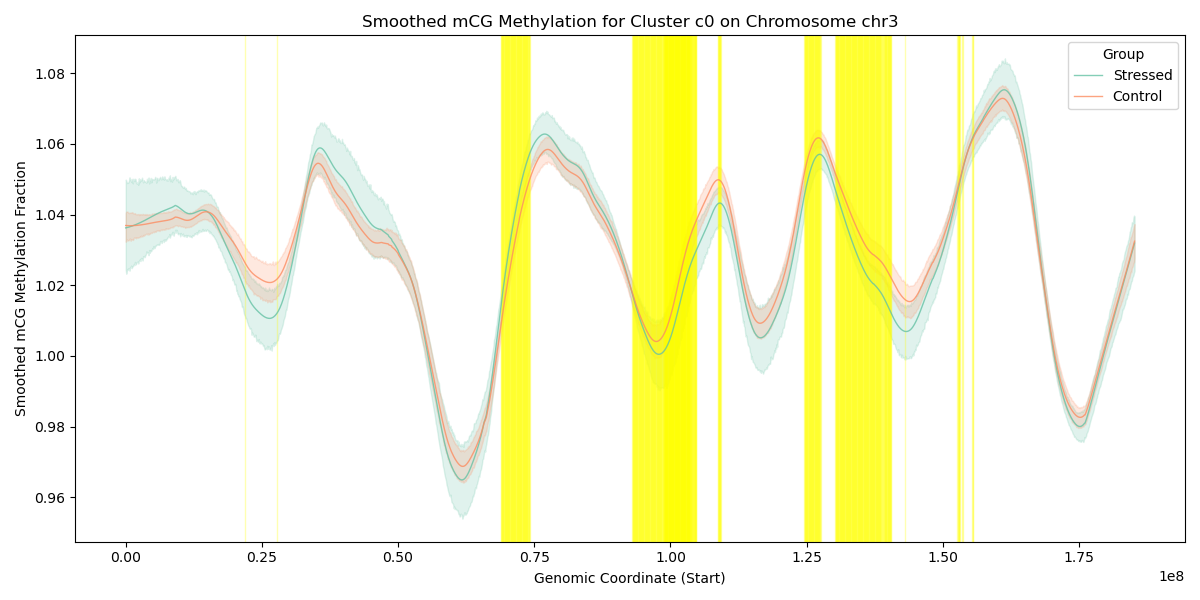 Smoothed mCG Methylation for Cluster c0 on Chromosome chr3
Group
Stressed
Control
Smoothed mCG Methylation Fraction
1.08
1.06
1.04
1.02
1.00
0.98
0.96
0.00 0.25 0.50 0.75 1.00 1.25 1.50 1.75
1e8
Genomic Coordinate (Start)